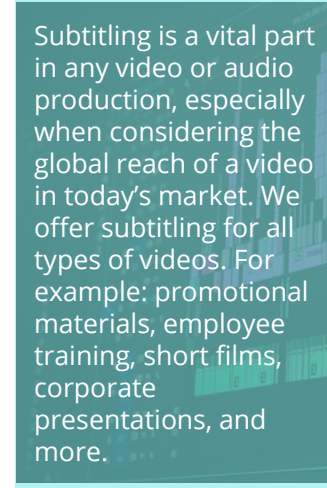 Subtitling is a vital part
in any video or audio
production, especially
when considering the
global reach of a video
in today’s market. We
offer subtitling for all
types of videos. For
example: promotional
materials, employee
training, short films,
corporate
presentations, and
more.